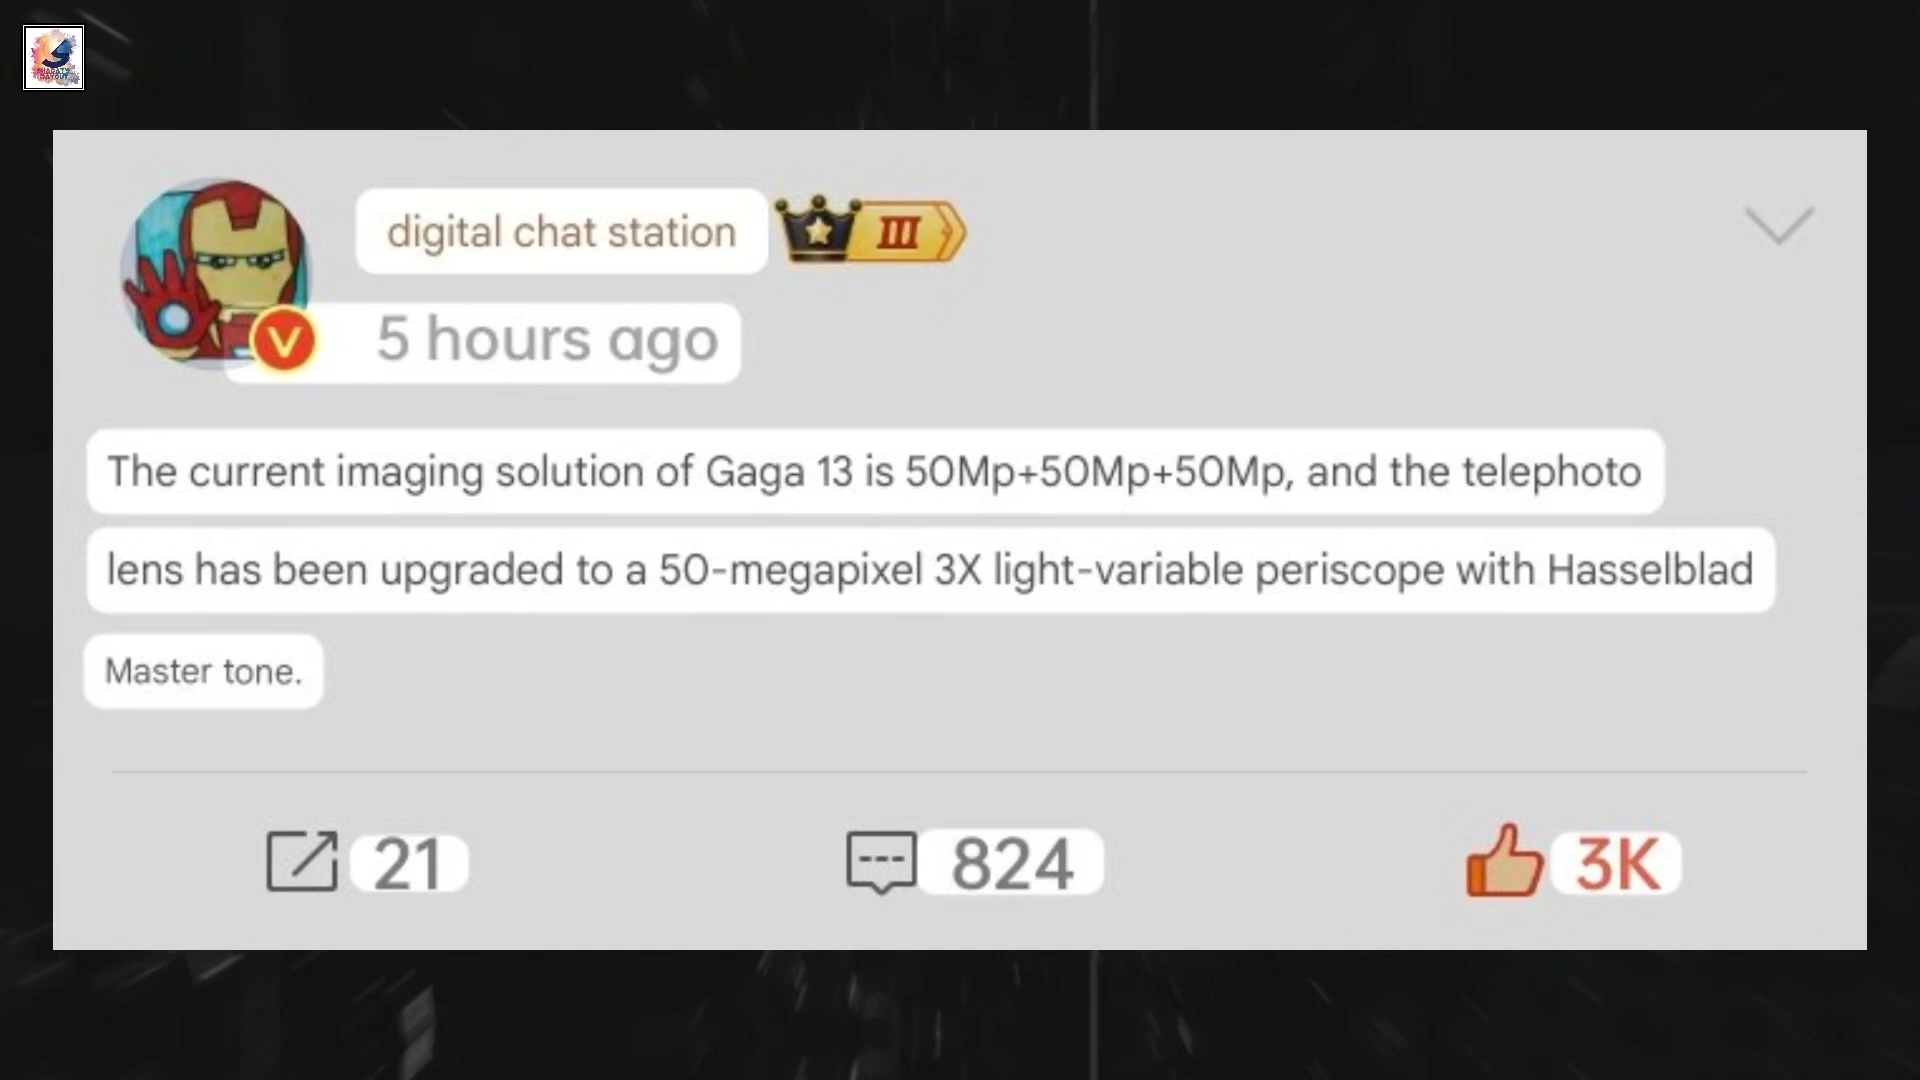 BHARAT'S
DAYOUT
digital chat station
III
5 hours ago
V
The current imaging solution of Gaga 13 is 50Mp+50Mp+50Mp, and the telephoto
lens has been upgraded to a 50-megapixel 3X light-variable periscope with Hasselblad
Master tone.
21
824
3K